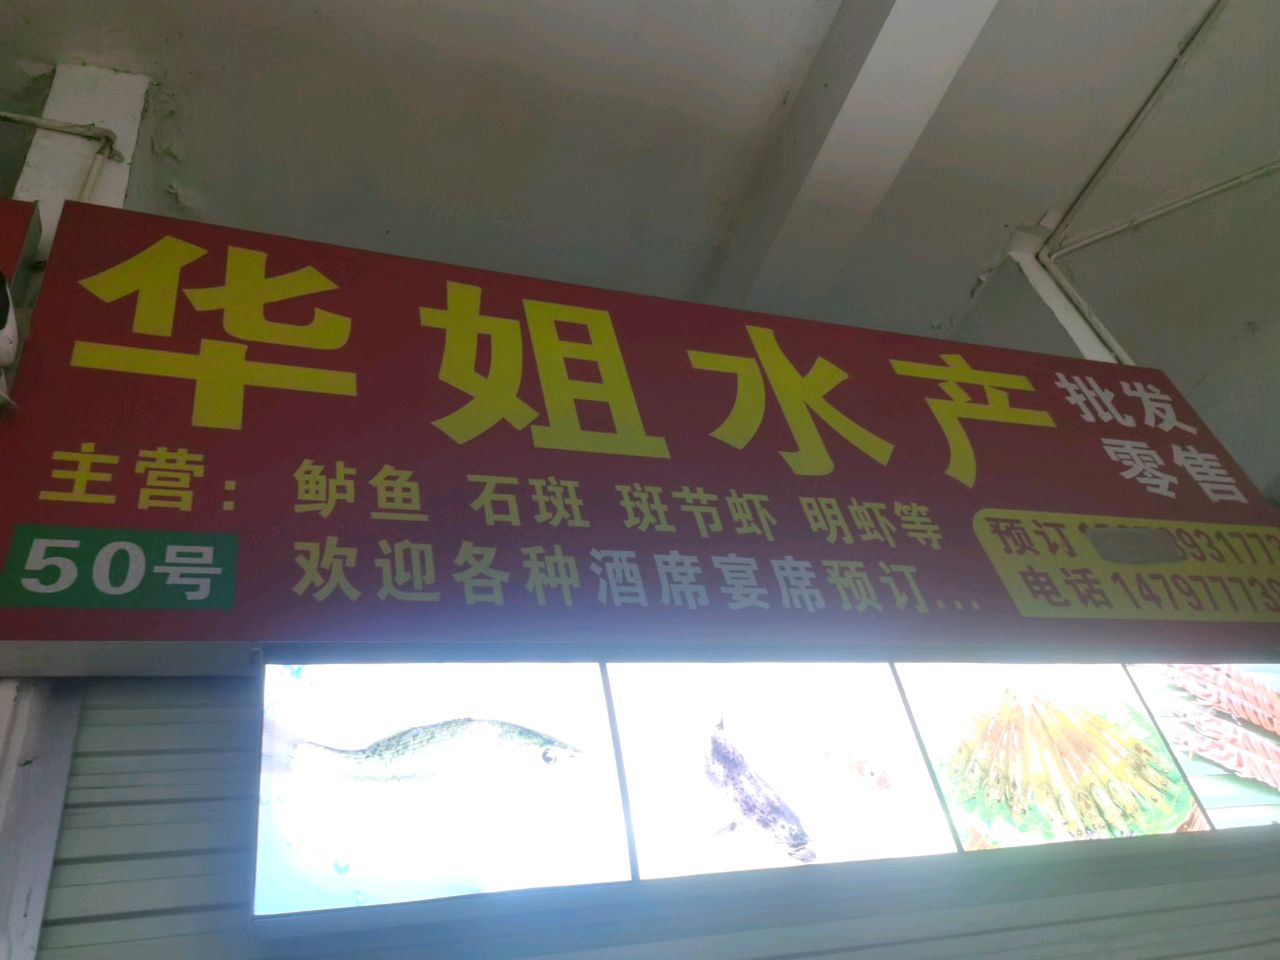 华姐水产
批发
零售
主营：鲈鱼 石斑 斑节虾 明虾等
50号
欢迎各种酒席宴席预订...
预订
电话